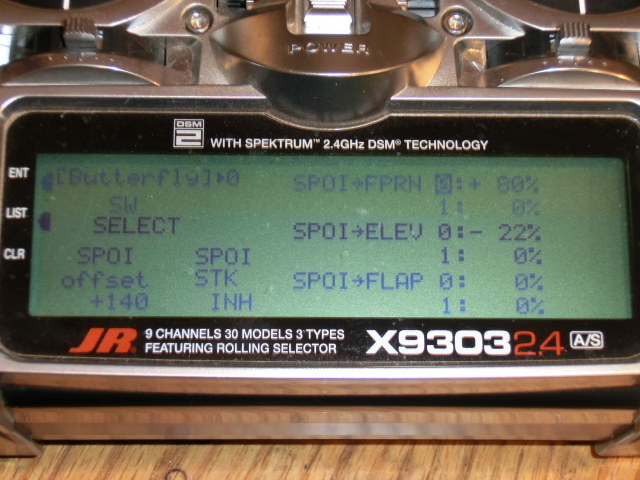 POWER
DSM 2 WITH SPEKTRUM™ 2.4GHz DSM® TECHNOLOGY
ENT
LIST
CLR
[Butterfly]▸0
SW
SELECT
SPOI SPOI
offset STK
+140 INH
SPOI→FPRN 0:+ 80%
1: 0%
SPOI→ELEV 0:- 22%
1: 0%
SPOI→FLAP 0: 0%
1: 0%
JR® 9 CHANNELS 30 MODELS 3 TYPES
FEATURING ROLLING SELECTOR
X9303 2.4 A/S